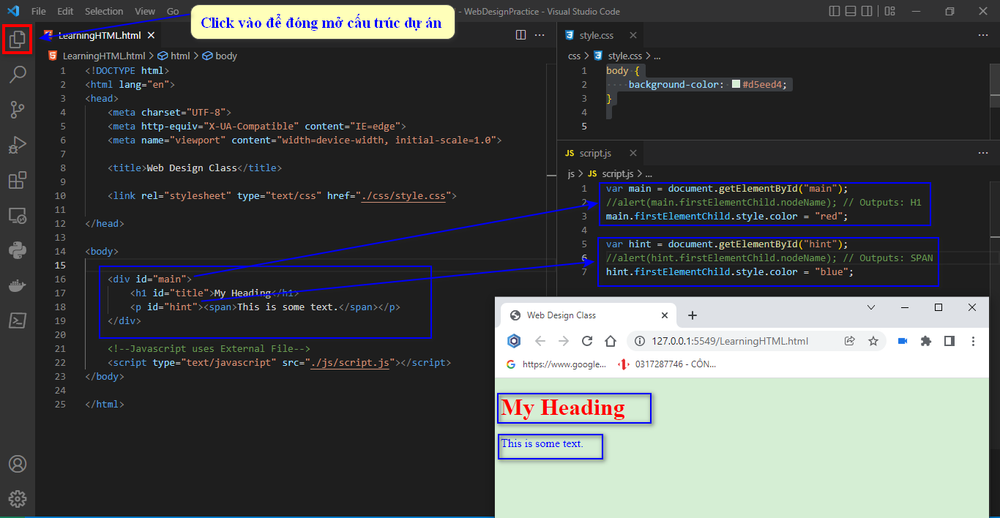 File Edit Selection View Go
- WebDesignPractice - Visual Studio Code
Click vào để đóng mở cấu trúc dự án
LearningHTML.html
LearningHTML.html > html > body
1 <!DOCTYPE html>
2 <html lang="en">
3 <head>
4 <meta charset="UTF-8">
5 <meta http-equiv="X-UA-Compatible" content="IE=edge">
6 <meta name="viewport" content="width=device-width, initial-scale=1.0">
7
8 <title>Web Design Class</title>
9
10 <link rel="stylesheet" type="text/css" href="./css/style.css">
11
12 </head>
13
14 <body>
15
16 <div id="main">
17 <h1 id="title">My Heading</h1>
18 <p id="hint"><span>This is some text.</span></p>
19 </div>
20
21 <!--Javascript uses External File-->
22 <script type="text/javascript" src="./js/script.js"></script>
23 </body>
24
25 </html>
style.css
css > style.css > ...
1 body {
2 ····background-color: #d5eed4;
3 }
4
5
JS script.js
js > JS script.js > ...
1 var main = document.getElementById("main");
2 //alert(main.firstElementChild.nodeName); // Outputs: H1
3 main.firstElementChild.style.color = "red";
4
5 var hint = document.getElementById("hint");
6 //alert(hint.firstElementChild.nodeName); // Outputs: SPAN
7 hint.firstElementChild.style.color = "blue";
Web Design Class
127.0.0.1:5549/LearningHTML.html
https://www.google...
0317287746 - CÔN...
My Heading
This is some text.